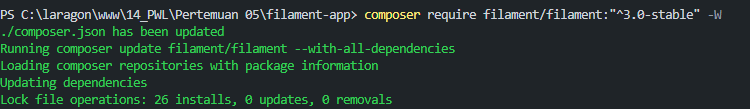 PS C:\laragon\www\14_PWL\Pertemuan 05\filament-app> composer require filament/filament:"^3.0-stable" -W
./composer.json has been updated
Running composer update filament/filament --with-all-dependencies
Loading composer repositories with package information
Updating dependencies
Lock file operations: 26 installs, 0 updates, 0 removals